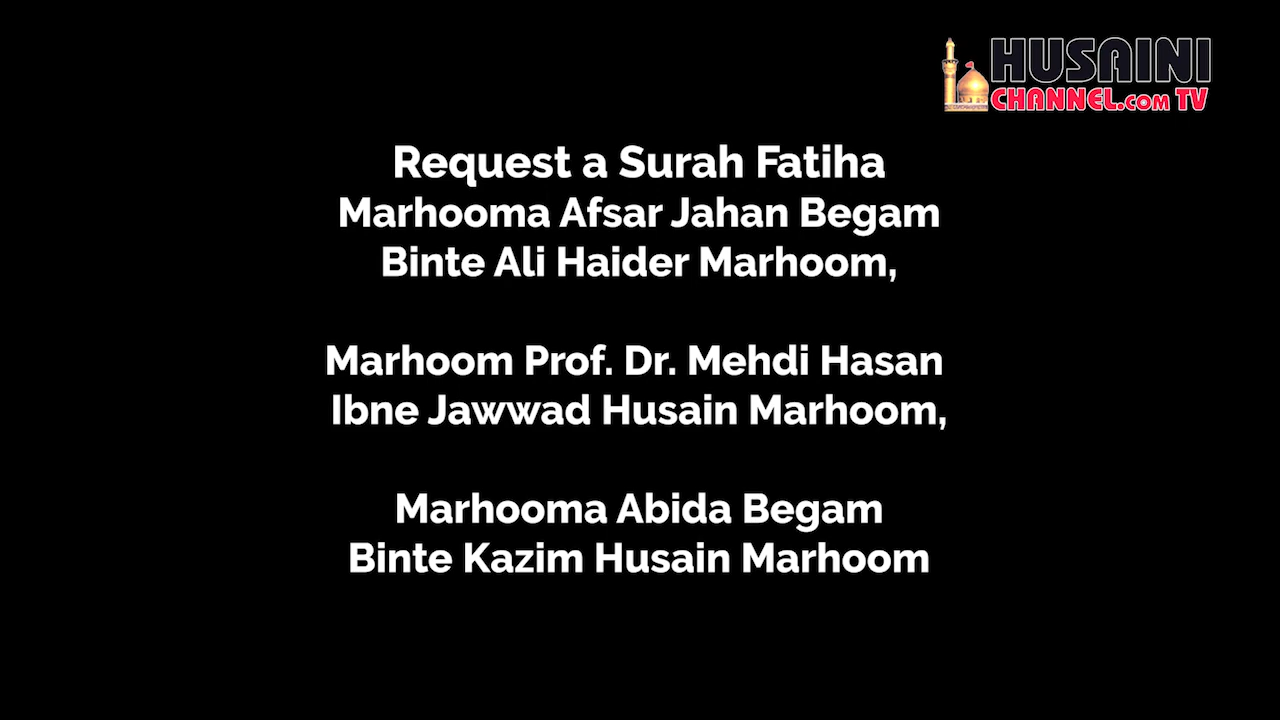 HUSAINI
CHANNEL.COM TV
Request a Surah Fatiha
Marhooma Afsar Jahan Begam
Binte Ali Haider Marhoom,
Marhoom Prof. Dr. Mehdi Hasan
Ibne Jawwad Husain Marhoom,
Marhooma Abida Begam
Binte Kazim Husain Marhoom